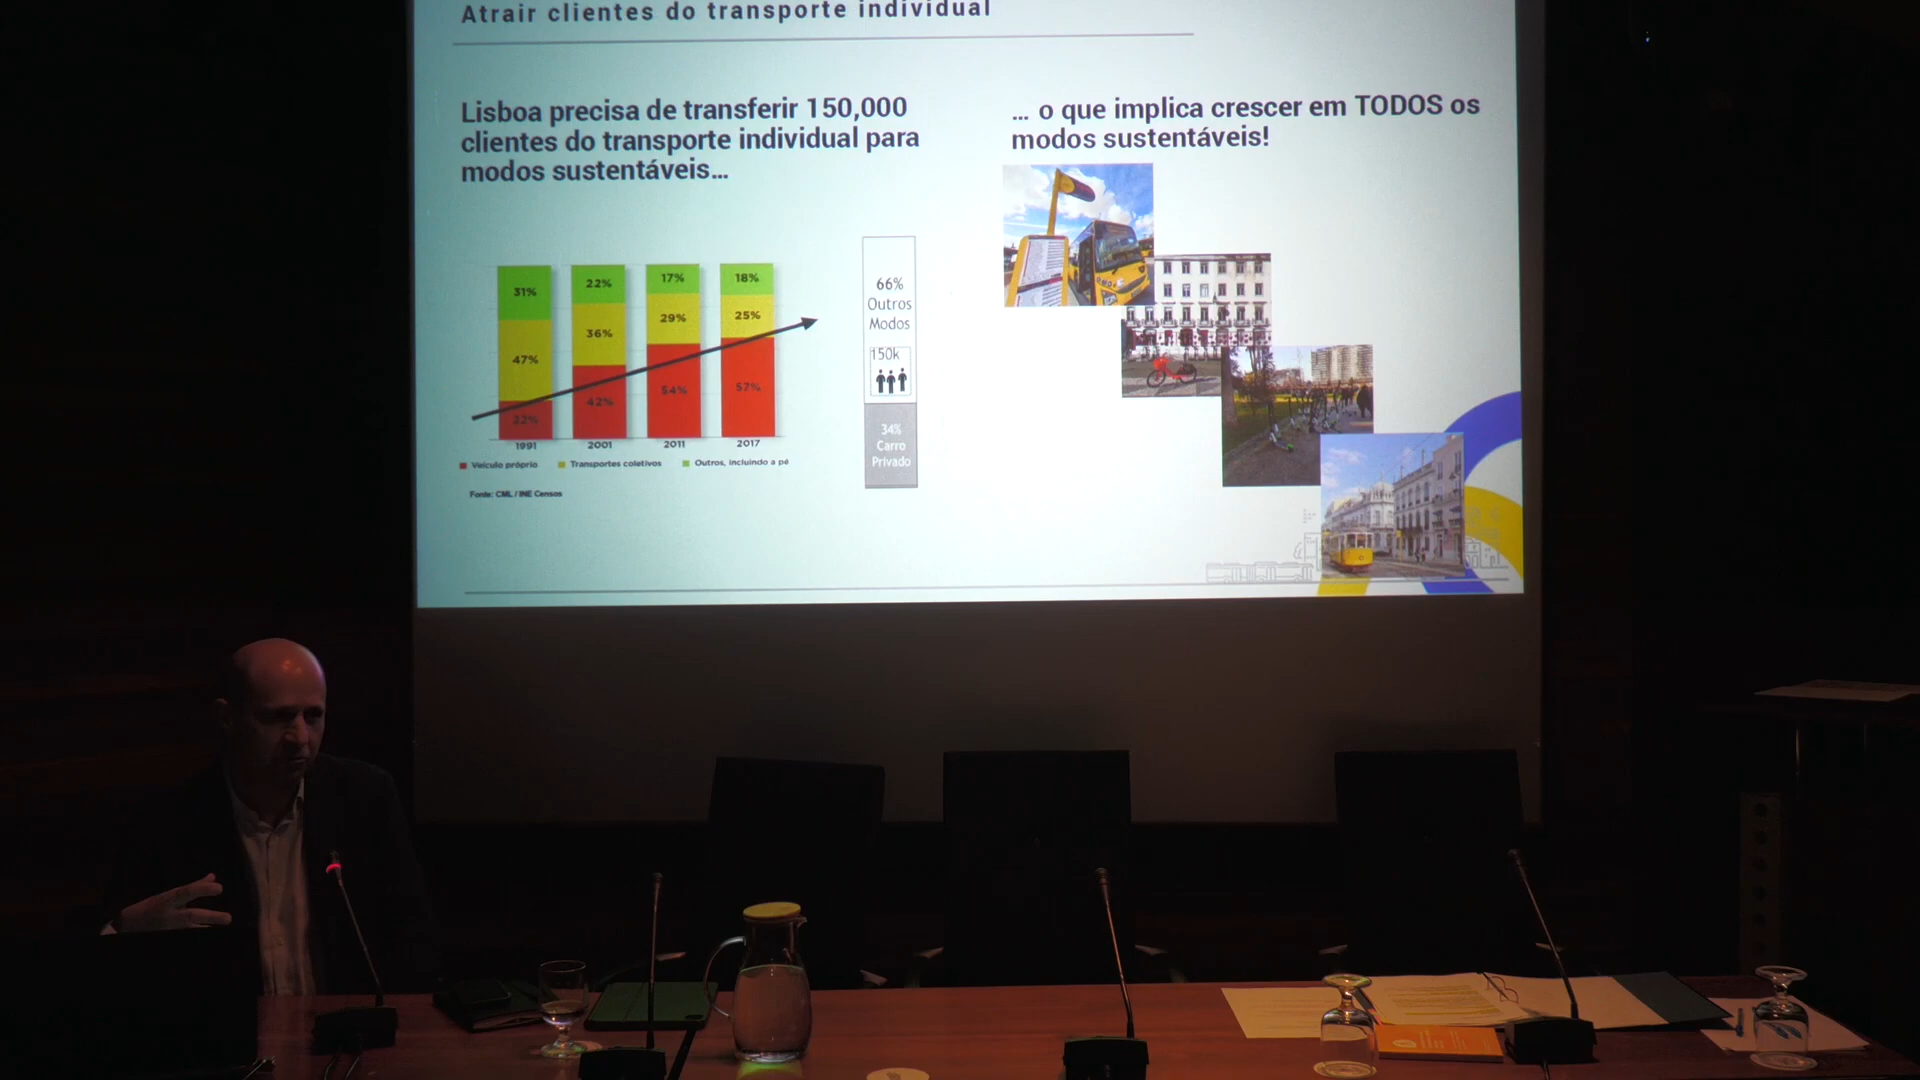 Atrair clientes do transporte individual
Lisboa precisa de transferir 150,000
clientes do transporte individual para
modos sustentáveis...
... o que implica crescer em TODOS os
modos sustentáveis!
31%
22%
17%
18%
47%
36%
29%
25%
22%
42%
54%
57%
1991
2001
2011
2017
Veículo próprio
Transportes coletivos
Outros, incluindo a pé
Fonte: CML / INE Censos
66%
Outros
Modos
150k
34%
Carro
Privado